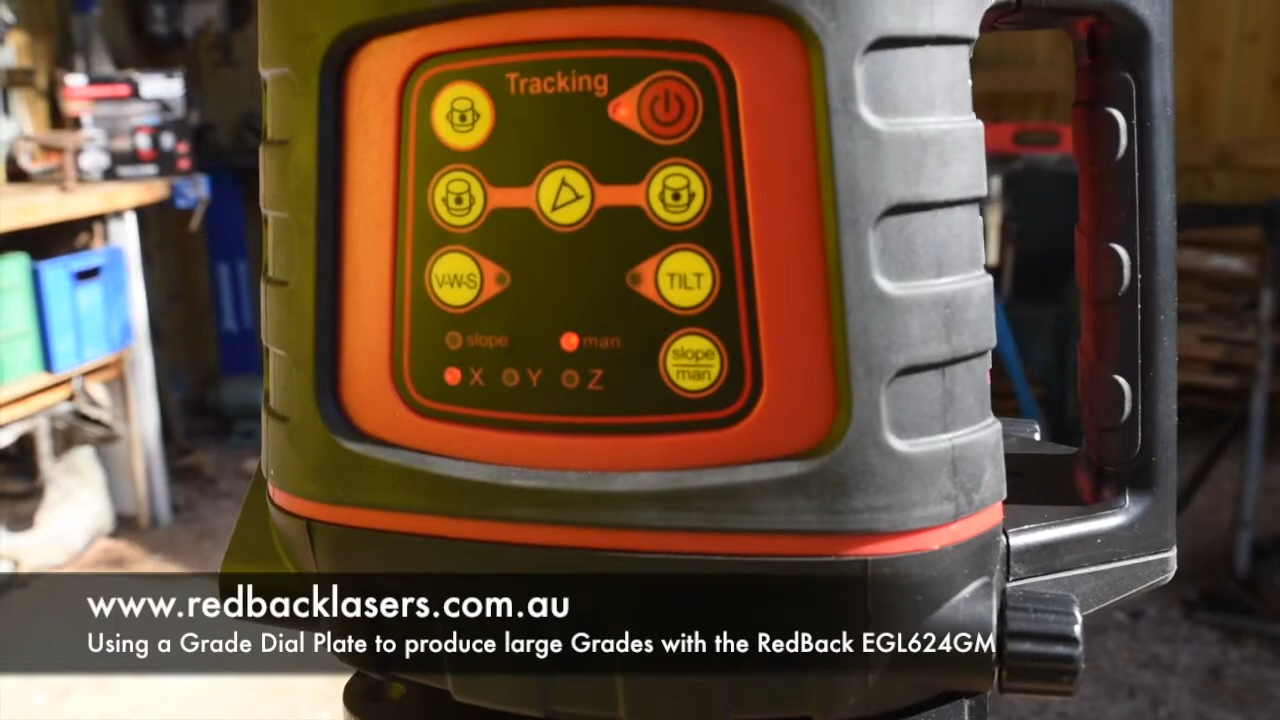 Tracking
V-W-S
TILT
slope
man
slope
man
X
Y
Z
www.redbacklasers.com.au
Using a Grade Dial Plate to produce large Grades with the RedBack EGL624GM